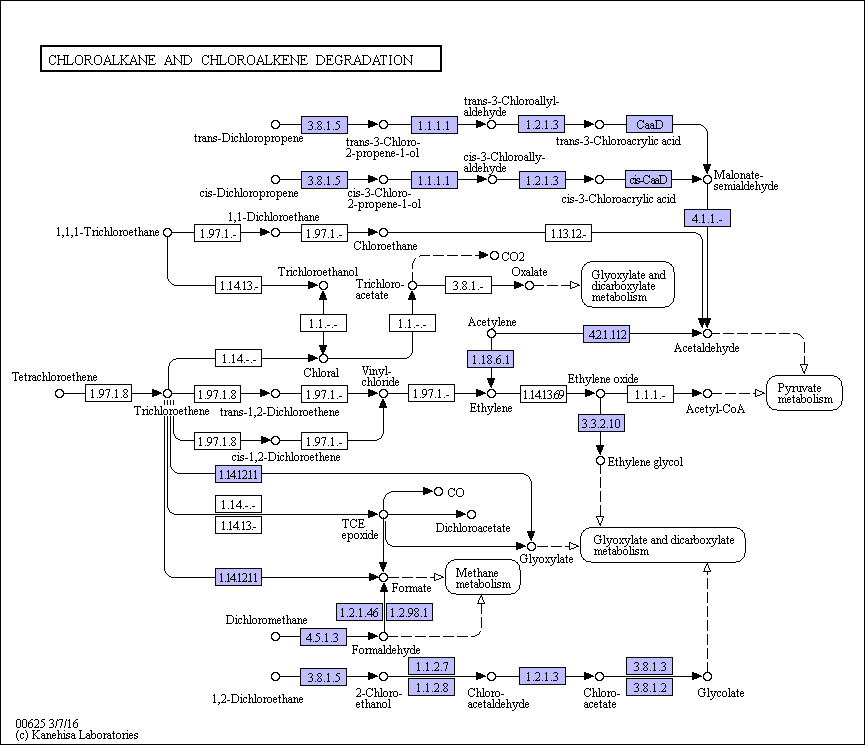 CHLOROALKANE AND CHLOROALKENE DEGRADATION
trans-3-Chloroallyl-
aldehyde
3.8.1.5
1.1.1.1
1.2.1.3
CaaD
trans-Dichloropropene
trans-3-Chloro-
2-propene-1-ol
trans-3-Chloroacrylic acid
cis-3-Chloroally-
aldehyde
3.8.1.5
1.1.1.1
1.2.1.3
cis-CaaD
Malonate-
semialdehyde
cis-Dichloropropene
cis-3-Chloro-
2-propene-1-ol
cis-3-Chloroacrylic acid
4.1.1.-
1,1-Dichloroethane
1,1,1-Trichloroethane
1.97.1.-
1.97.1.-
1.13.12.-
Chloroethane
CO2
Trichloroethanol
Trichloro-
acetate
Oxalate
1.14.13.-
3.8.1.-
Glyoxylate and
dicarboxylate
metabolism
1.1.-.-
1.1.-.-
Acetylene
4.2.1.112
Acetaldehyde
1.14.-.-
Chloral
1.18.6.1
Tetrachloroethene
Vinyl-
chloride
Ethylene oxide
1.97.1.8
1.97.1.8
1.97.1.-
1.97.1.-
1.14.13.69
1.1.1.-
Pyruvate
metabolism
Trichloroethene
trans-1,2-Dichloroethene
Ethylene
Acetyl-CoA
3.3.2.10
1.97.1.8
1.97.1.-
cis-1,2-Dichloroethene
Ethylene glycol
1.14.12.11
CO
1.14.-.-
1.14.13.-
TCE
epoxide
Dichloroacetate
Glyoxylate
Glyoxylate and dicarboxylate
metabolism
1.14.12.11
Formate
Methane
metabolism
1.2.1.46
1.2.98.1
Dichloromethane
4.5.1.3
Formaldehyde
3.8.1.5
1.1.2.7
1.1.2.8
1.2.1.3
3.8.1.3
3.8.1.2
1,2-Dichloroethane
2-Chloro-
ethanol
Chloro-
acetaldehyde
Chloro-
acetate
Glycolate
00625 3/7/16
(c) Kanehisa Laboratories